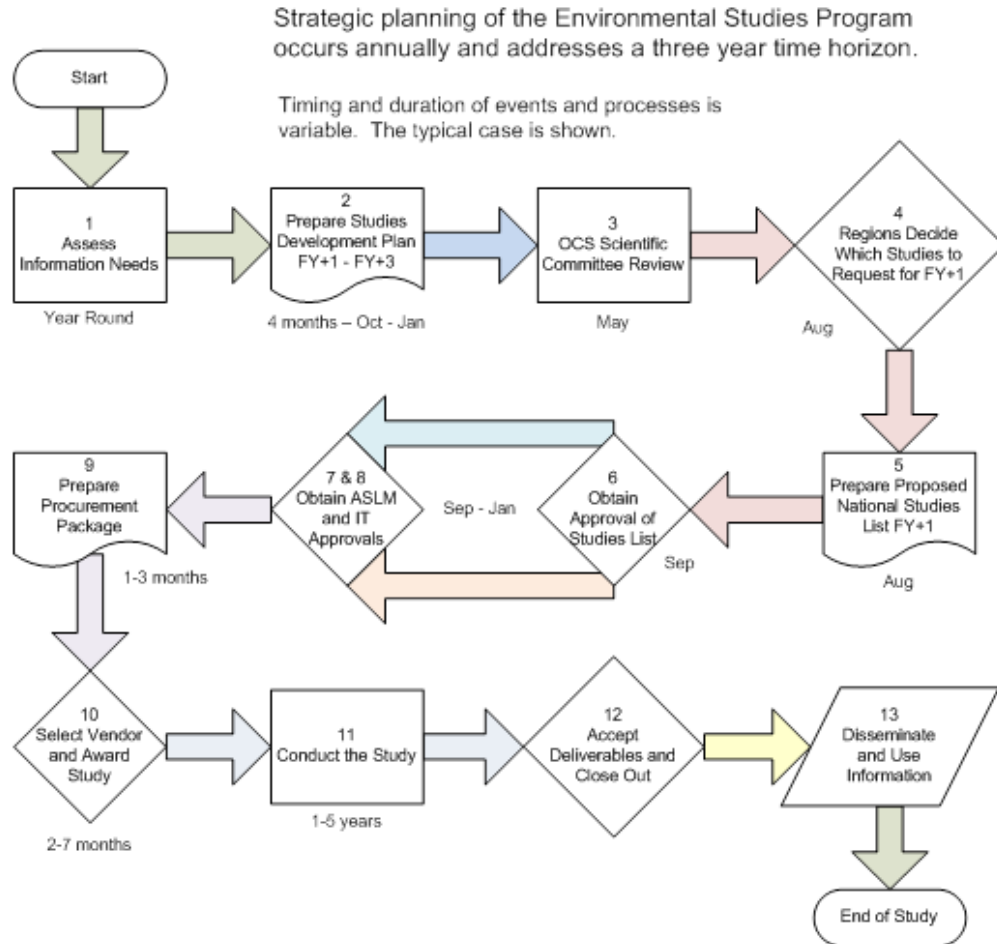 Strategic planning of the Environmental Studies Program
occurs annually and addresses a three year time horizon.
Start
Timing and duration of events and processes is
variable. The typical case is shown.
1
Assess
Information Needs
Year Round
2
Prepare Studies
Development Plan
FY+1 - FY+3
4 months – Oct - Jan
3
OCS Scientific
Committee Review
May
4
Regions Decide
Which Studies to
Request for FY+1
Aug
5
Prepare Proposed
National Studies
List FY+1
Aug
6
Obtain
Approval of
Studies List
Sep
Sep - Jan
7 & 8
Obtain ASLM
and IT
Approvals
9
Prepare
Procurement
Package
1-3 months
10
Select Vendor
and Award
Study
2-7 months
11
Conduct the Study
1-5 years
12
Accept
Deliverables and
Close Out
13
Disseminate
and Use
Information
End of Study